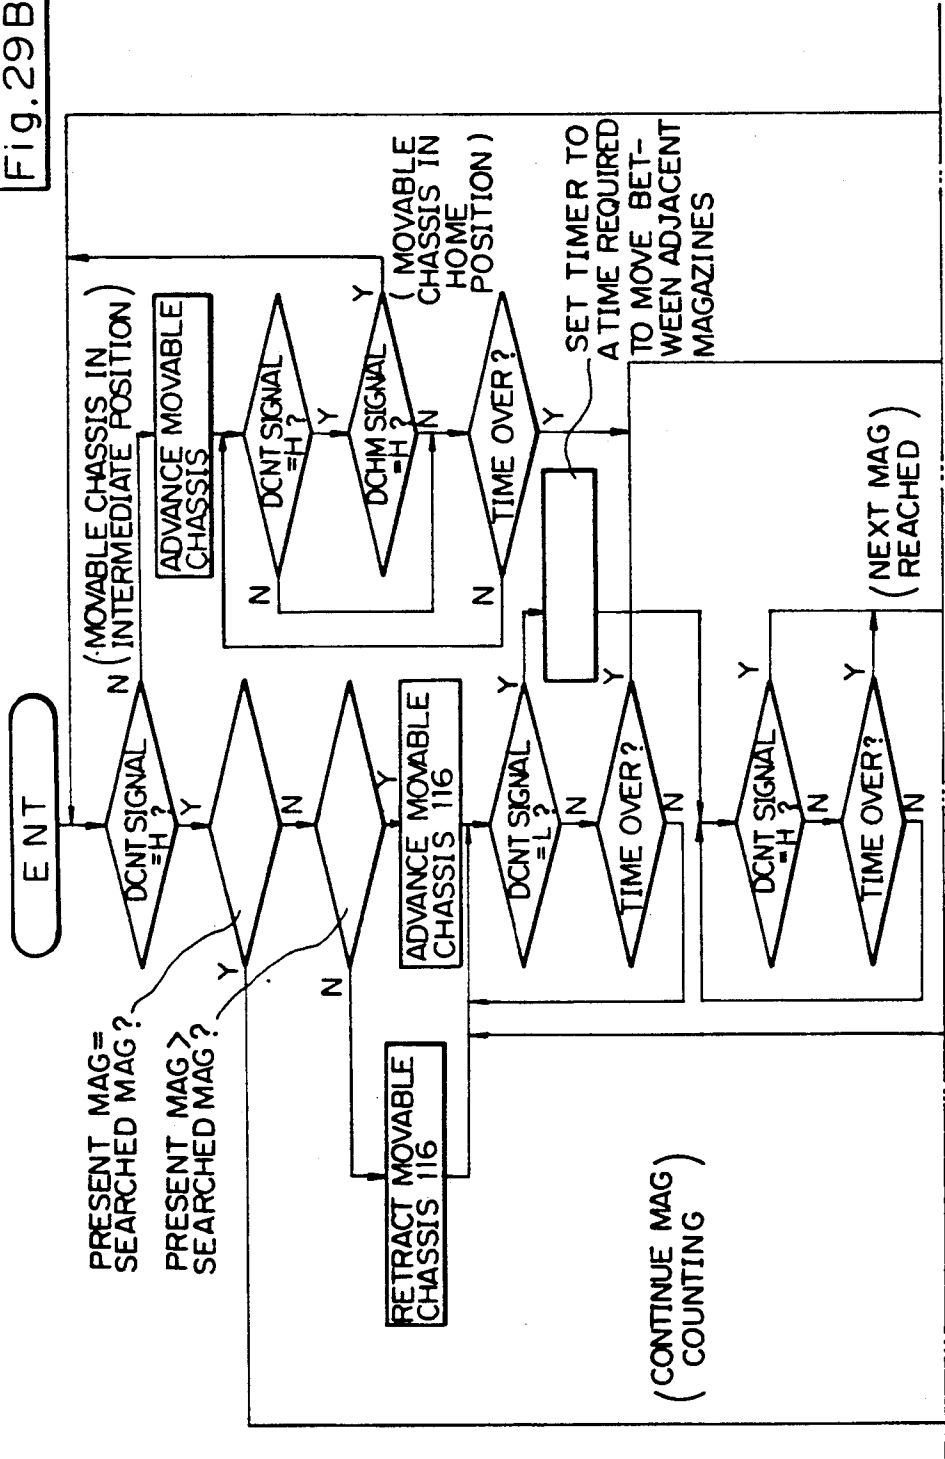 Fig. 29B
ENT
DCNT SIGNAL
=H ?
N
(MOVABLE CHASSIS IN
INTERMEDIATE POSITION)
Y
PRESENT MAG=
SEARCHED MAG?
Y
N
PRESENT MAG>
SEARCHED MAG?
N
Y
RETRACT MOVABLE
CHASSIS 116
ADVANCE MOVABLE
CHASSIS 116
DCNT SIGNAL
=L ?
Y
N
TIME OVER?
Y
N
DCNT SIGNAL
=H ?
Y
N
TIME OVER?
Y
N
(NEXT MAG
REACHED)
(CONTINUE MAG
COUNTING)
ADVANCE MOVABLE
CHASSIS
DCNT SIGNAL
=H ?
N
Y
DCHM SIGNAL
=H ?
Y
N
(MOVABLE
CHASSIS IN
HOME
POSITION)
TIME OVER?
N
Y
SET TIMER TO
A TIME REQUIRED
TO MOVE BET-
WEEN ADJACENT
MAGAZINES